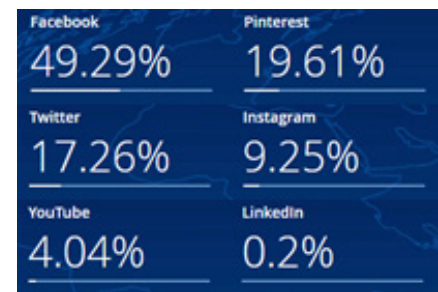 Facebook Pinterest
49.29% 19.61%
Twitter Instagram
17.26% 9.25%
YouTube LinkedIn
4.04% 0.2%